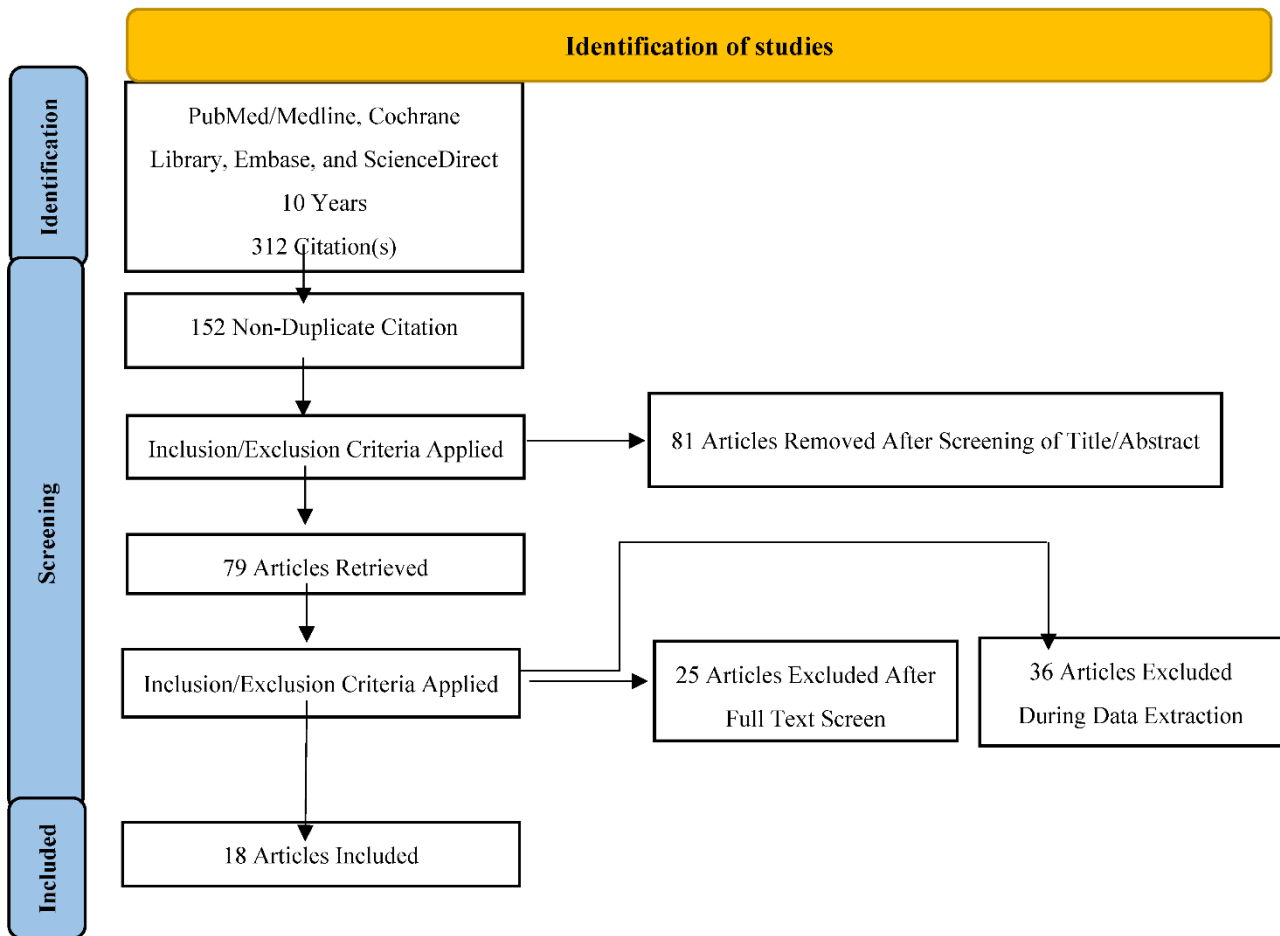 Identification of studies
Identification
PubMed/Medline, Cochrane
Library, Embase, and ScienceDirect
10 Years
312 Citation(s)
Screening
152 Non-Duplicate Citation
Inclusion/Exclusion Criteria Applied
81 Articles Removed After Screening of Title/Abstract
79 Articles Retrieved
Inclusion/Exclusion Criteria Applied
25 Articles Excluded After
Full Text Screen
36 Articles Excluded
During Data Extraction
Included
18 Articles Included